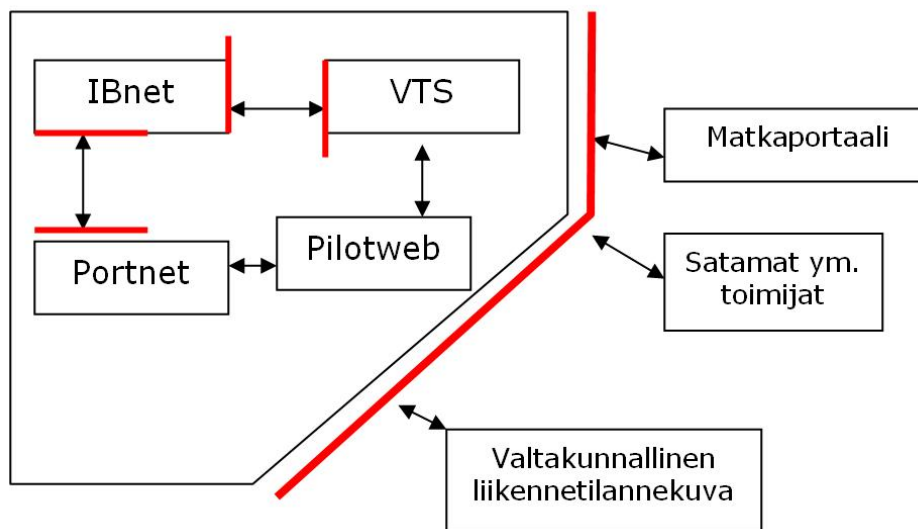 IBnet
VTS
Matkaportaali
Portnet
Pilotweb
Satamat ym.
toimijat
Valtakunnallinen
liikennetilannekuva